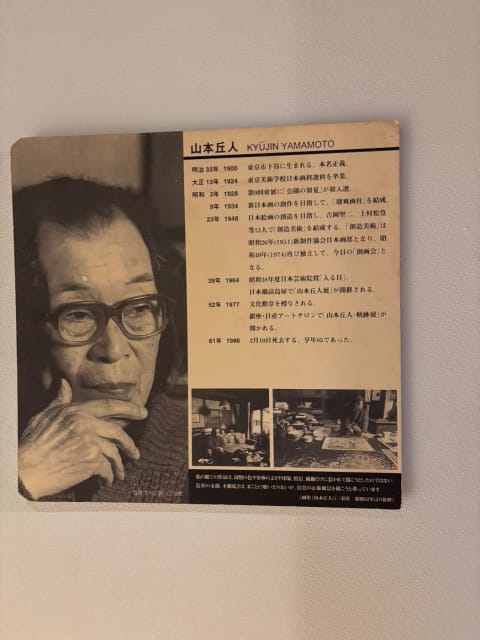 山本丘人 KYŪJIN YAMAMOTO
明治 33年 1900 東京市下谷に生まれる。本名正義。
大正 13年 1924 東京美術学校日本画科選科を卒業。
昭和 3年 1928 第9回帝展に「公園の初夏」が初入選。
9年 1934 新日本画の創作を目指して、「瑠爽画社」を結成。
23年 1948 日本絵画の創造を目指し、吉岡堅二、上村松篁
等13人で「創造美術」を結成する。「創造美術」は
昭和26年(1951)新制作協会日本画部となり、昭
和49年(1974)再び独立して、今日の「創画会」と
なる。
39年 1964 昭和38年度日本芸術院賞「入る日」。
日本橋高島屋で「山本丘人展」が開催される。
52年 1977 文化勲章を授与される。
銀座・日産アートサロンで「山本丘人・軌跡展」が
開かれる。
61年 1986 2月10日死去する。享年85であった。